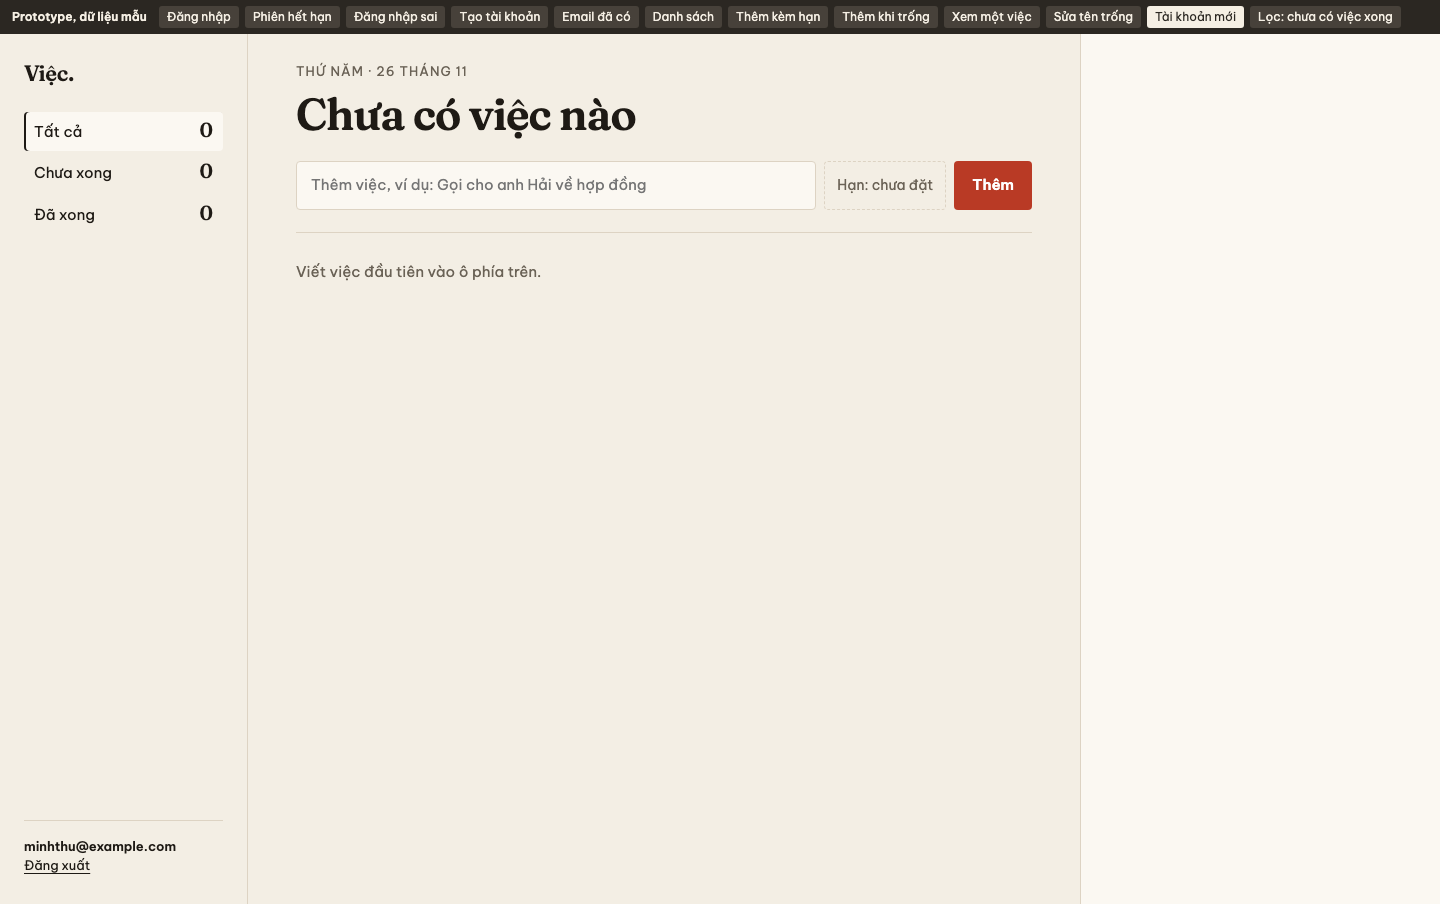 Prototype, dữ liệu mẫu Đăng nhập Phiên hết hạn Đăng nhập sai Tạo tài khoản Email đã có Danh sách Thêm kèm hạn Thêm khi trống Xem một việc Sửa tên trống Tài khoản mới Lọc: chưa có việc xong
Việc.
Tất cả 0
Chưa xong 0
Đã xong 0
minhthu@example.com
Đăng xuất
THỨ NĂM · 26 THÁNG 11
Chưa có việc nào
Thêm việc, ví dụ: Gọi cho anh Hải về hợp đồng Hạn: chưa đặt Thêm
Viết việc đầu tiên vào ô phía trên.